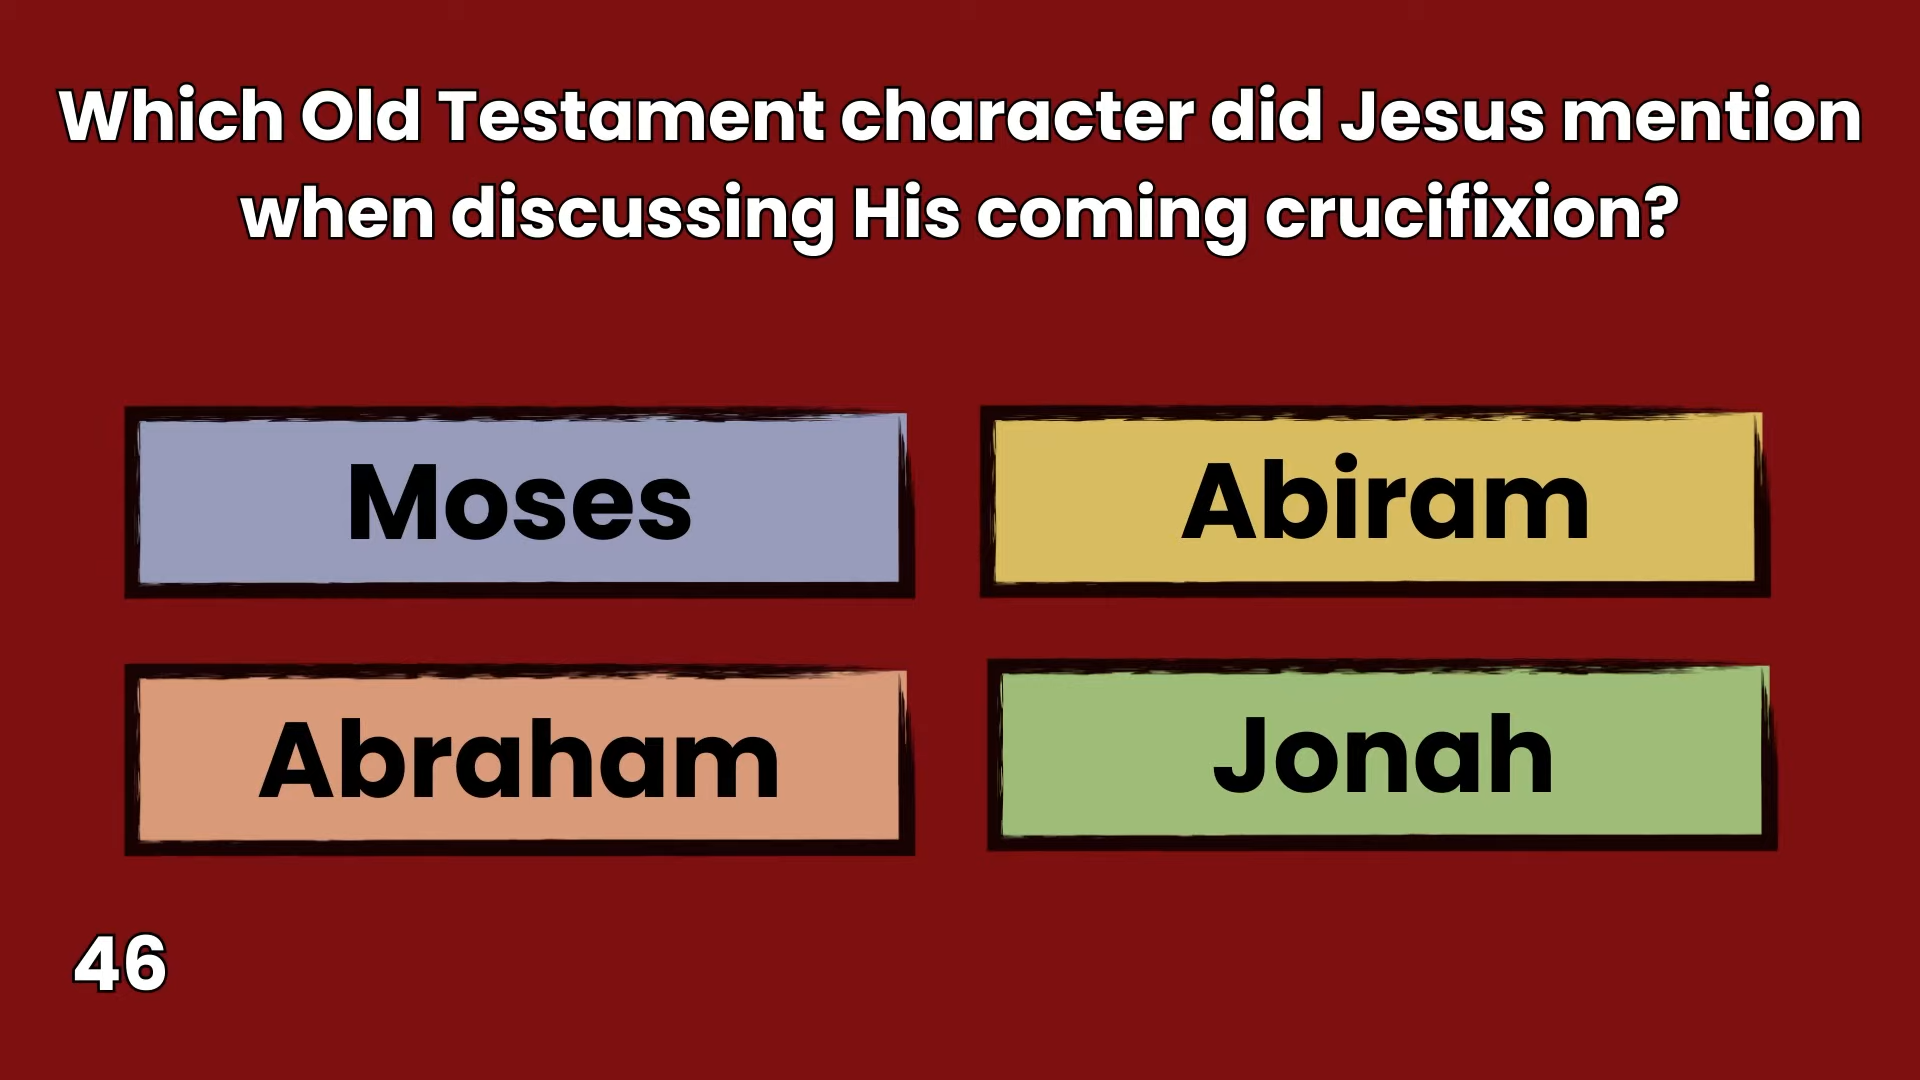 Which Old Testament character did Jesus mention
when discussing His coming crucifixion?
Moses
Abiram
Abraham
Jonah
46